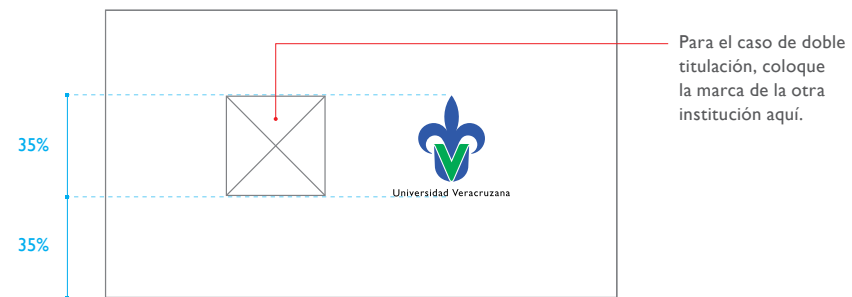 Para el caso de doble
titulación, coloque
la marca de la otra
institución aquí.
35%
Universidad Veracruzana
35%